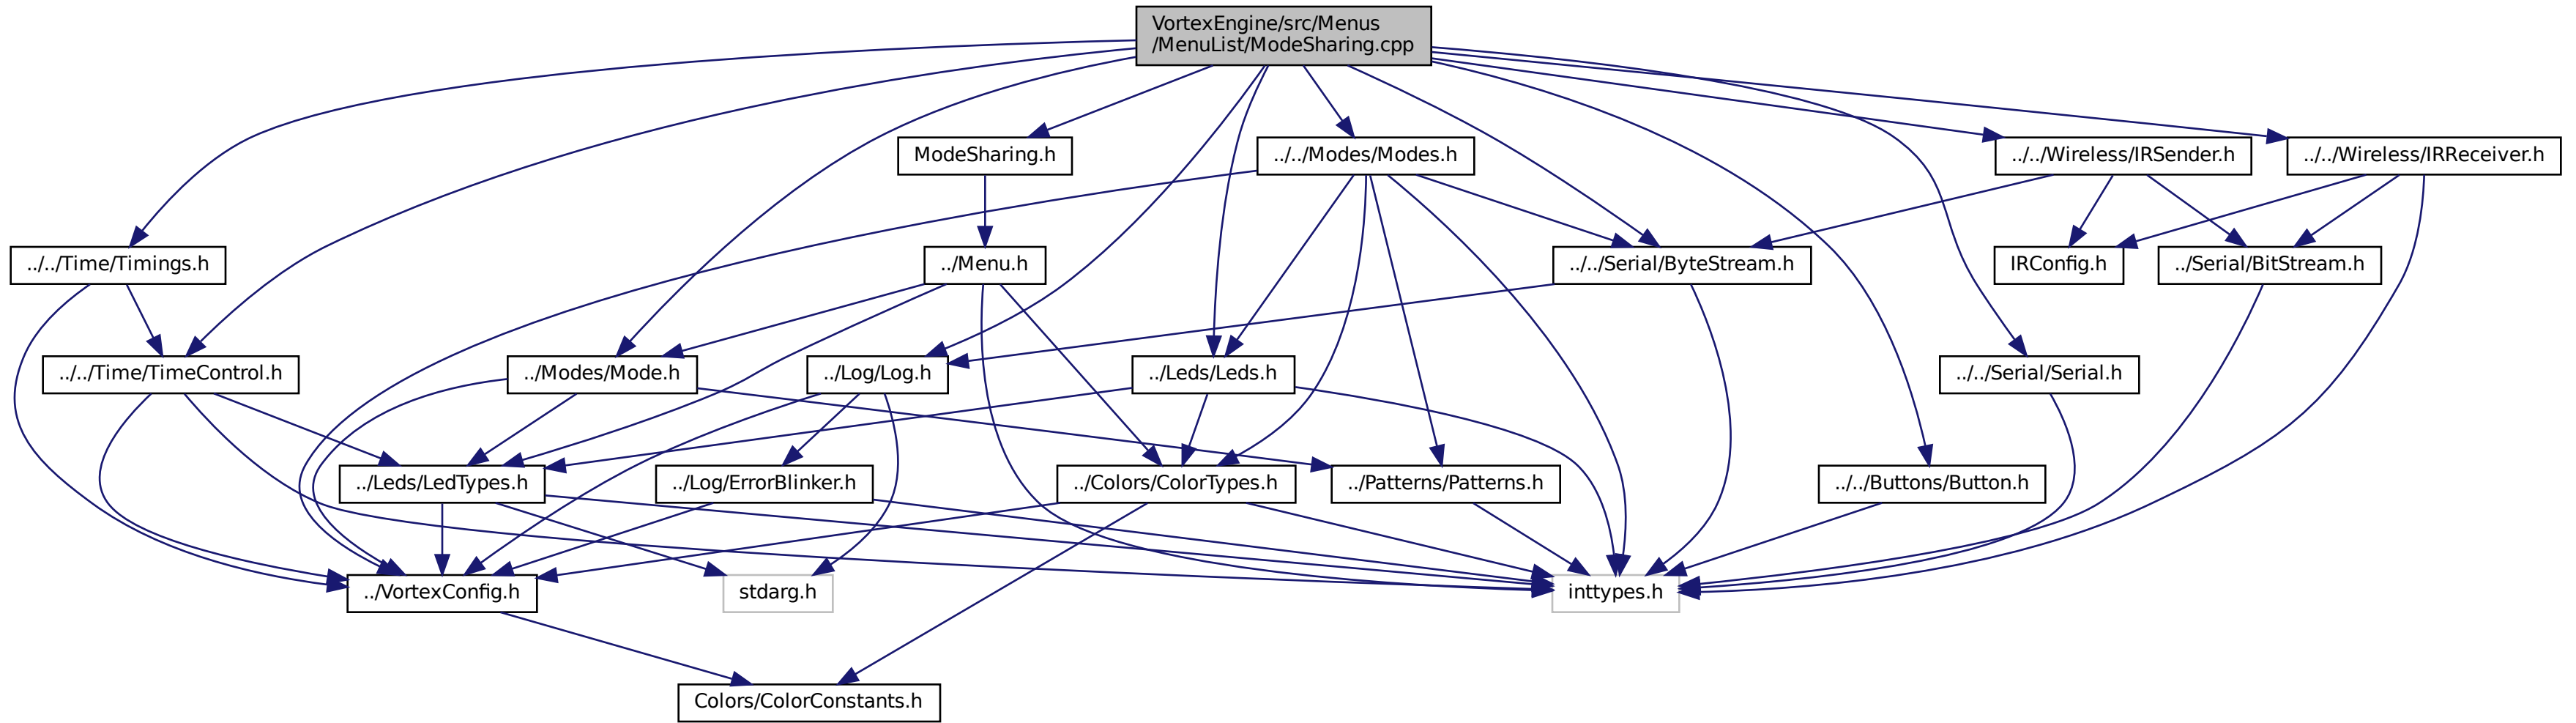 VortexEngine/src/Menus
/MenuList/ModeSharing.cpp
ModeSharing.h
../../Modes/Modes.h
../../Wireless/IRSender.h
../../Wireless/IRReceiver.h
../../Time/Timings.h
../Menu.h
../../Serial/ByteStream.h
IRConfig.h
../Serial/BitStream.h
../../Time/TimeControl.h
../Modes/Mode.h
../Log/Log.h
../Leds/Leds.h
../../Serial/Serial.h
../Leds/LedTypes.h
../Log/ErrorBlinker.h
../Colors/ColorTypes.h
../Patterns/Patterns.h
../../Buttons/Button.h
../VortexConfig.h
stdarg.h
inttypes.h
Colors/ColorConstants.h